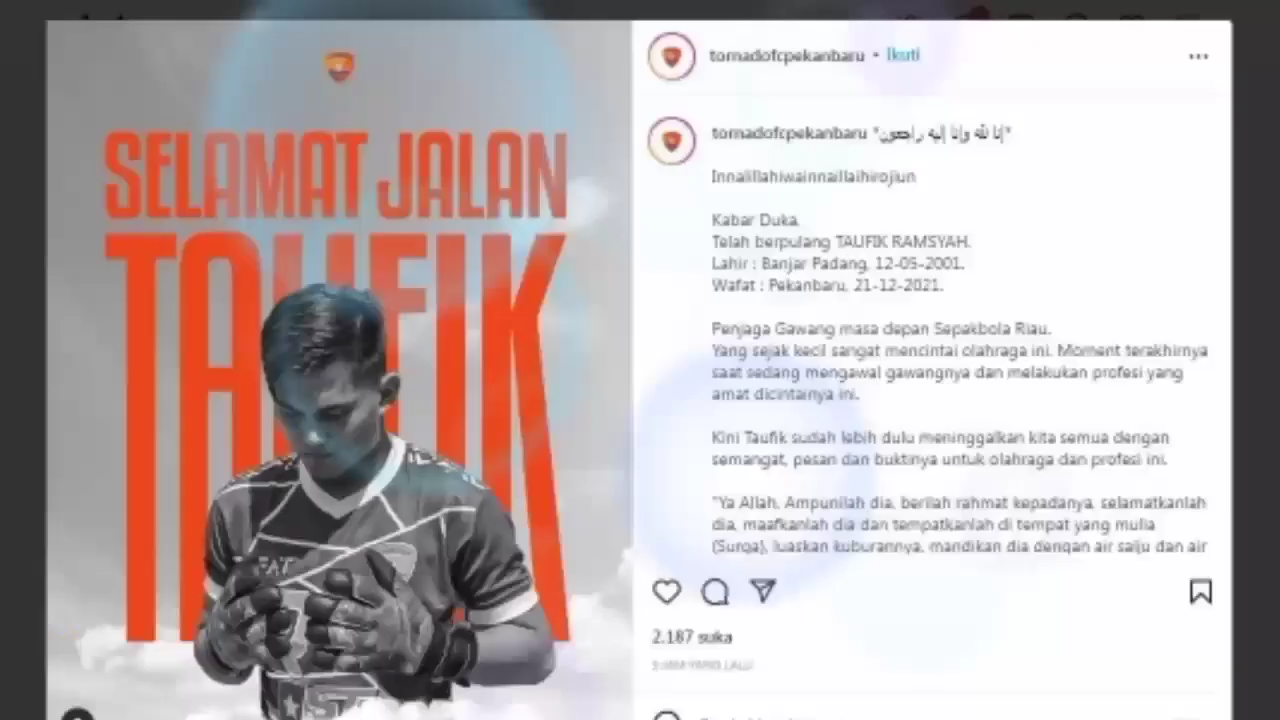 SELAMAT JALAN
TAUFIK
tornadofcpekanbaru • Ikuti
tornadofcpekanbaru "إنا لله وإنا إليه راجعون"
Innalillahiwainnaillaihirojiun
Kabar Duka.
Telah berpulang TAUFIK RAMSYAH.
Lahir : Banjar Padang, 12-05-2001.
Wafat : Pekanbaru, 21-12-2021.
Penjaga Gawang masa depan Sepakbola Riau.
Yang sejak kecil sangat mencintai olahraga ini. Moment terakhirnya
saat sedang mengawal gawangnya dan melakukan profesi yang
amat dicintainya ini.
Kini Taufik sudah lebih dulu meninggalkan kita semua dengan
semangat, pesan dan buktinya untuk olahraga dan profesi ini.
"Ya Allah, Ampunilah dia, berilah rahmat kepadanya, selamatkanlah
dia, maafkanlah dia dan tempatkanlah di tempat yang mulia
(Surga), luaskan kuburannya, mandikan dia dengan air salju dan air
2.187 suka
JAM YANG LALU